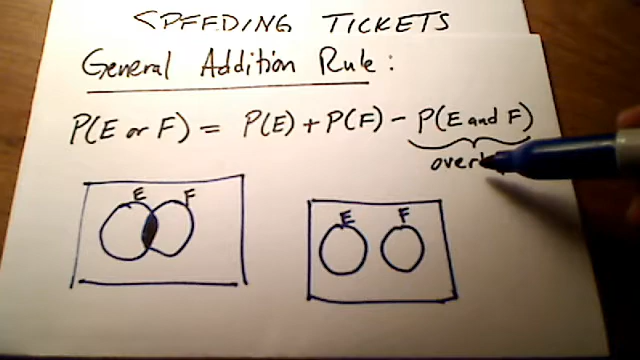 SPEEDING TICKETS
General Addition Rule:
P(E or F) = P(E) + P(F) - P(E and F)
E F
E F